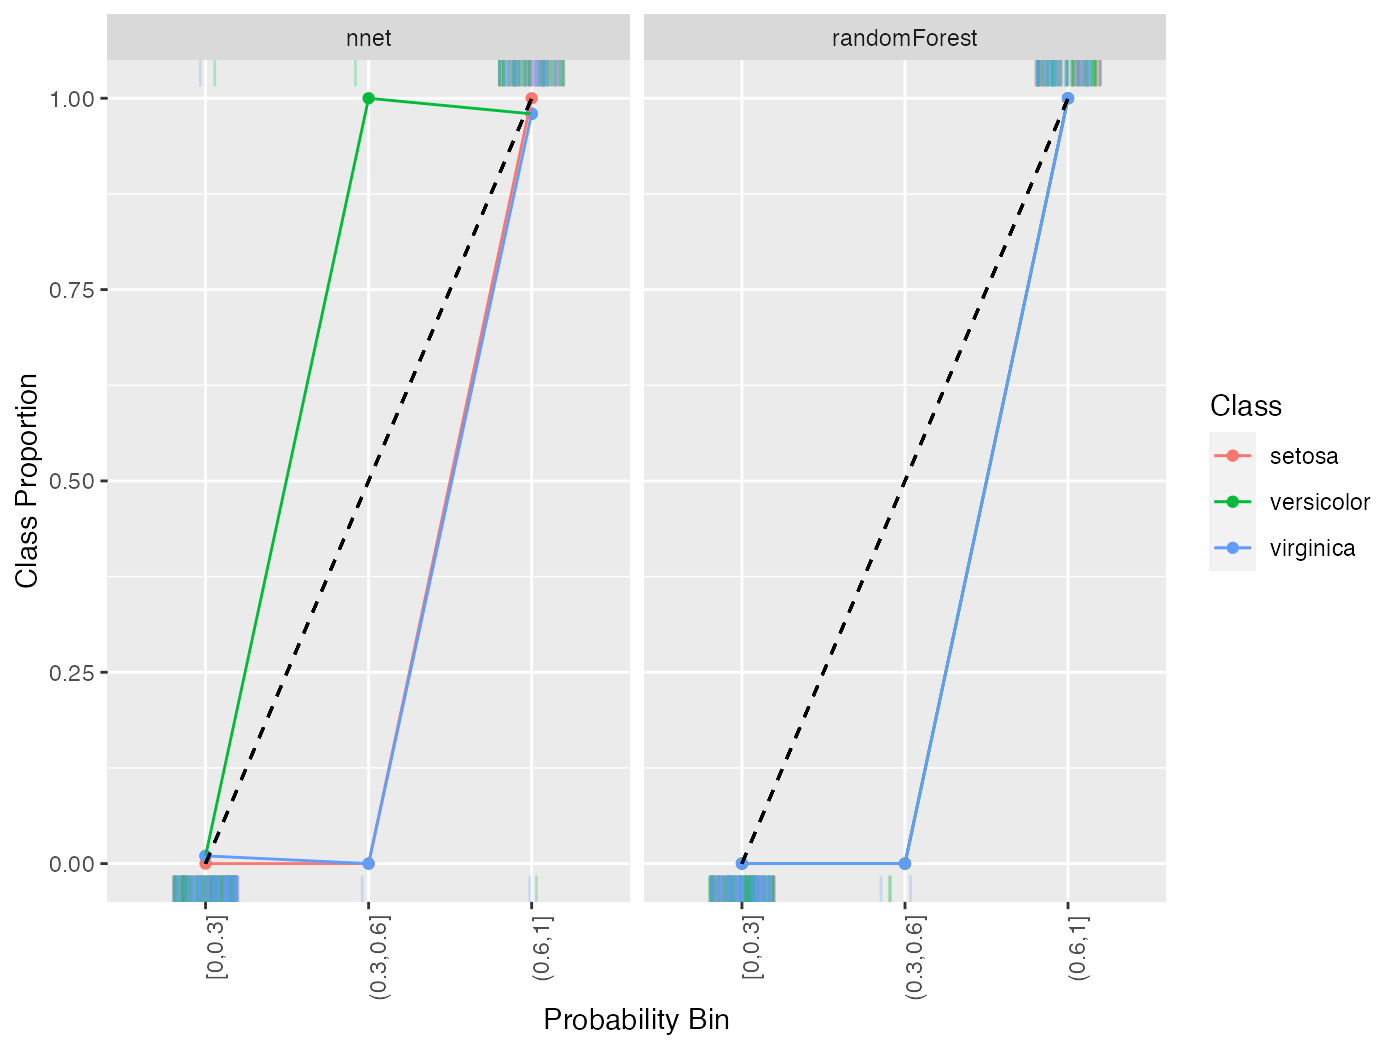 nnet
randomForest
1.00
0.75
0.50
0.25
0.00
Class Proportion
[0,0.3]
(0.3,0.6]
(0.6,1]
[0,0.3]
(0.3,0.6]
(0.6,1]
Probability Bin
Class
setosa
versicolor
virginica